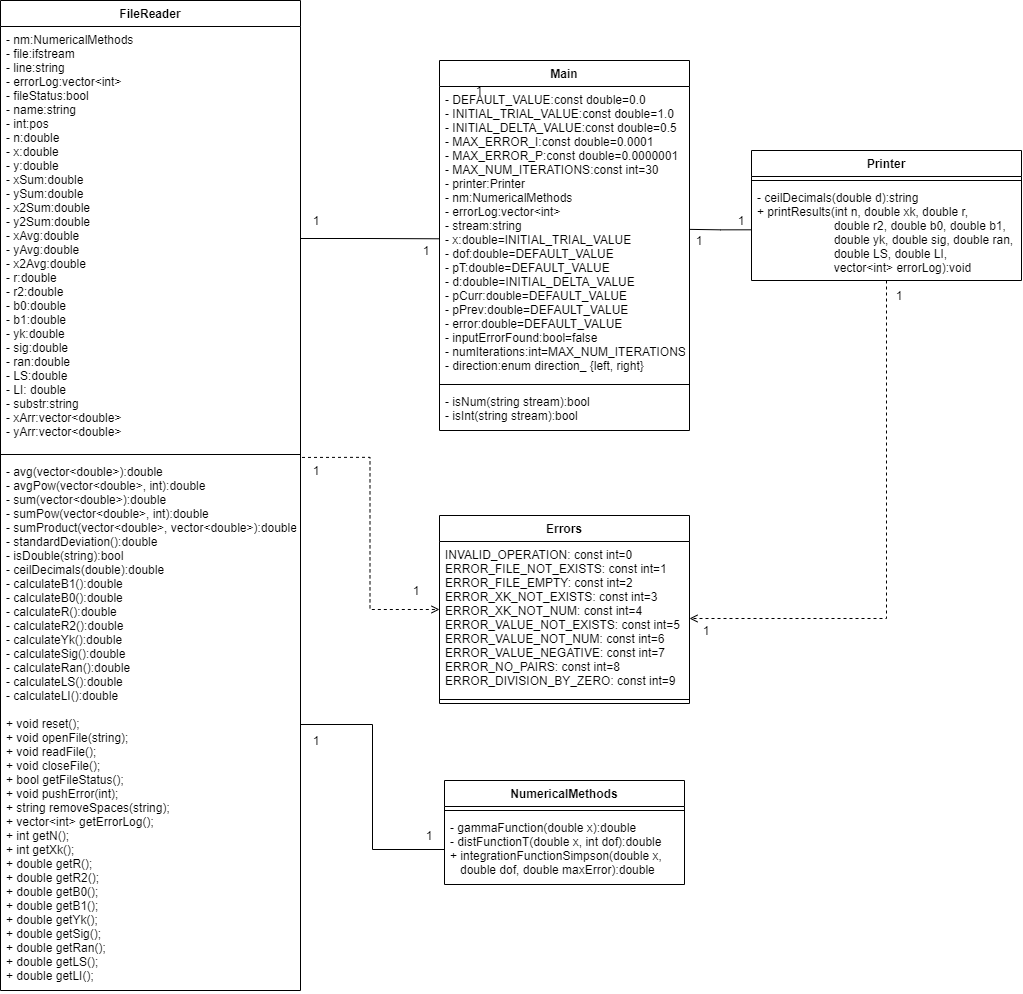 FileReader
- nm:NumericalMethods
- file:ifstream
- line:string
- errorLog:vector<int>
- fileStatus:bool
- name:string
- int:pos
- n:double
- x:double
- y:double
- xSum:double
- ySum:double
- x2Sum:double
- y2Sum:double
- xAvg:double
- yAvg:double
- x2Avg:double
- r:double
- r2:double
- b0:double
- b1:double
- yk:double
- sig:double
- ran:double
- LS:double
- LI: double
- substr:string
- xArr:vector<double>
- yArr:vector<double>
- avg(vector<double>):double
- avgPow(vector<double>, int):double
- sum(vector<double>):double
- sumPow(vector<double>, int):double
- sumProduct(vector<double>, vector<double>):double
- standardDeviation():double
- isDouble(string):bool
- ceilDecimals(double):double
- calculateB1():double
- calculateB0():double
- calculateR():double
- calculateR2():double
- calculateYk():double
- calculateSig():double
- calculateRan():double
- calculateLS():double
- calculateLI():double
+ void reset();
+ void openFile(string);
+ void readFile();
+ void closeFile();
+ bool getFileStatus();
+ void pushError(int);
+ string removeSpaces(string);
+ vector<int> getErrorLog();
+ int getN();
+ int getXk();
+ double getR();
+ double getR2();
+ double getB0();
+ double getB1();
+ double getYk();
+ double getSig();
+ double getRan();
+ double getLS();
+ double getLI();
1
1
Main
1
- DEFAULT_VALUE:const double=0.0
- INITIAL_TRIAL_VALUE:const double=1.0
- INITIAL_DELTA_VALUE:const double=0.5
- MAX_ERROR_I:const double=0.0001
- MAX_ERROR_P:const double=0.0000001
- MAX_NUM_ITERATIONS:const int=30
- printer:Printer
- nm:NumericalMethods
- errorLog:vector<int>
- stream:string
- x:double=INITIAL_TRIAL_VALUE
- dof:double=DEFAULT_VALUE
- pT:double=DEFAULT_VALUE
- d:double=INITIAL_DELTA_VALUE
- pCurr:double=DEFAULT_VALUE
- pPrev:double=DEFAULT_VALUE
- error:double=DEFAULT_VALUE
- inputErrorFound:bool=false
- numIterations:int=MAX_NUM_ITERATIONS
- direction:enum direction_ {left, right}
- isNum(string stream):bool
- isInt(string stream):bool
1
1
Printer
- ceilDecimals(double d):string
+ printResults(int n, double xk, double r,
double r2, double b0, double b1,
double yk, double sig, double ran,
double LS, double LI,
vector<int> errorLog):void
1
1
1
1
Errors
INVALID_OPERATION: const int=0
ERROR_FILE_NOT_EXISTS: const int=1
ERROR_FILE_EMPTY: const int=2
ERROR_XK_NOT_EXISTS: const int=3
ERROR_XK_NOT_NUM: const int=4
ERROR_VALUE_NOT_EXISTS: const int=5
ERROR_VALUE_NOT_NUM: const int=6
ERROR_VALUE_NEGATIVE: const int=7
ERROR_NO_PAIRS: const int=8
ERROR_DIVISION_BY_ZERO: const int=9
1
1
NumericalMethods
- gammaFunction(double x):double
- distFunctionT(double x, int dof):double
+ integrationFunctionSimpson(double x,
double dof, double maxError):double